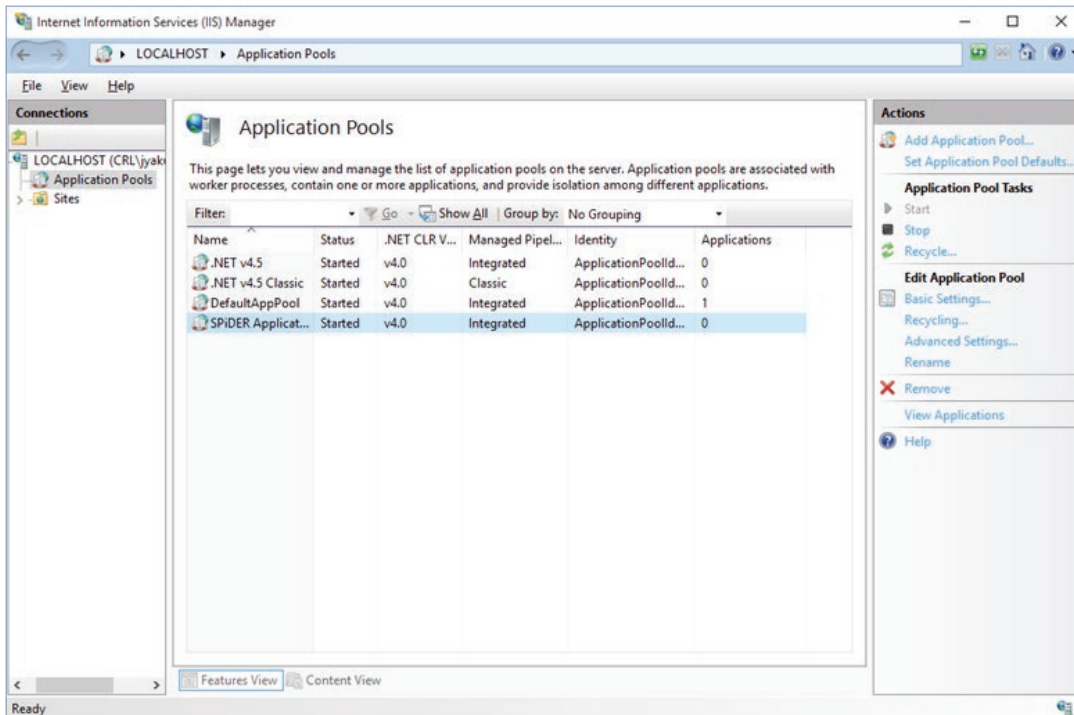 Internet Information Services (IIS) Manager
LOCALHOST Application Pools
File View Help
Connections
LOCALHOST (CRL\jyak
Application Pools
Sites
Application Pools
This page lets you view and manage the list of application pools on the server. Application pools are associated with
worker processes, contain one or more applications, and provide isolation among different applications.
Filter: Go Show All Group by: No Grouping
Name Status .NET CLR V... Managed Pipel... Identity Applications
.NET v4.5 Started v4.0 Integrated ApplicationPoolId... 0
.NET v4.5 Classic Started v4.0 Classic ApplicationPoolId... 0
DefaultAppPool Started v4.0 Integrated ApplicationPoolId... 1
SPiDER Applicat... Started v4.0 Integrated ApplicationPoolId... 0
Features View Content View
Actions
Add Application Pool...
Set Application Pool Defaults...
Application Pool Tasks
Start
Stop
Recycle...
Edit Application Pool
Basic Settings...
Recycling...
Advanced Settings...
Rename
Remove
View Applications
Help
Ready